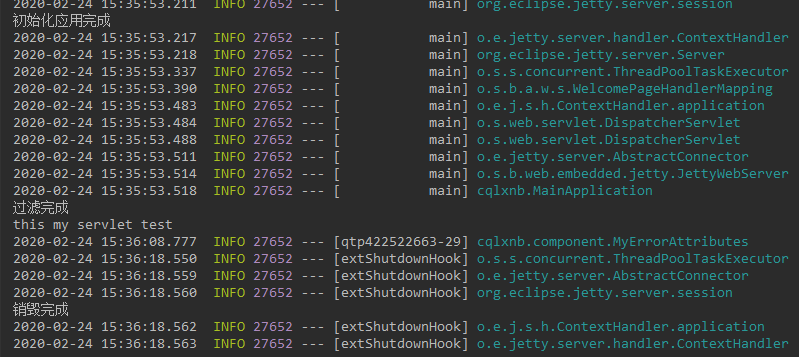 2020-02-24 15:35:53.211  INFO 27652 --- [           main] org.eclipse.jetty.server.session
初始化应用完成
2020-02-24 15:35:53.217  INFO 27652 --- [           main] o.e.jetty.server.handler.ContextHandler
2020-02-24 15:35:53.218  INFO 27652 --- [           main] org.eclipse.jetty.server.Server
2020-02-24 15:35:53.337  INFO 27652 --- [           main] o.s.s.concurrent.ThreadPoolTaskExecutor
2020-02-24 15:35:53.390  INFO 27652 --- [           main] o.s.b.a.w.s.WelcomePageHandlerMapping
2020-02-24 15:35:53.483  INFO 27652 --- [           main] o.e.j.s.h.ContextHandler.application
2020-02-24 15:35:53.484  INFO 27652 --- [           main] o.s.web.servlet.DispatcherServlet
2020-02-24 15:35:53.488  INFO 27652 --- [           main] o.s.web.servlet.DispatcherServlet
2020-02-24 15:35:53.511  INFO 27652 --- [           main] o.e.jetty.server.AbstractConnector
2020-02-24 15:35:53.514  INFO 27652 --- [           main] o.s.b.web.embedded.jetty.JettyWebServer
2020-02-24 15:35:53.518  INFO 27652 --- [           main] cqlxnb.MainApplication
过滤完成
this my servlet test
2020-02-24 15:36:08.777  INFO 27652 --- [qtp422522663-29] cqlxnb.component.MyErrorAttributes
2020-02-24 15:36:18.550  INFO 27652 --- [extShutdownHook] o.s.s.concurrent.ThreadPoolTaskExecutor
2020-02-24 15:36:18.559  INFO 27652 --- [extShutdownHook] o.e.jetty.server.AbstractConnector
2020-02-24 15:36:18.560  INFO 27652 --- [extShutdownHook] org.eclipse.jetty.server.session
销毁完成
2020-02-24 15:36:18.562  INFO 27652 --- [extShutdownHook] o.e.j.s.h.ContextHandler.application
2020-02-24 15:36:18.563  INFO 27652 --- [extShutdownHook] o.e.jetty.server.handler.ContextHandler